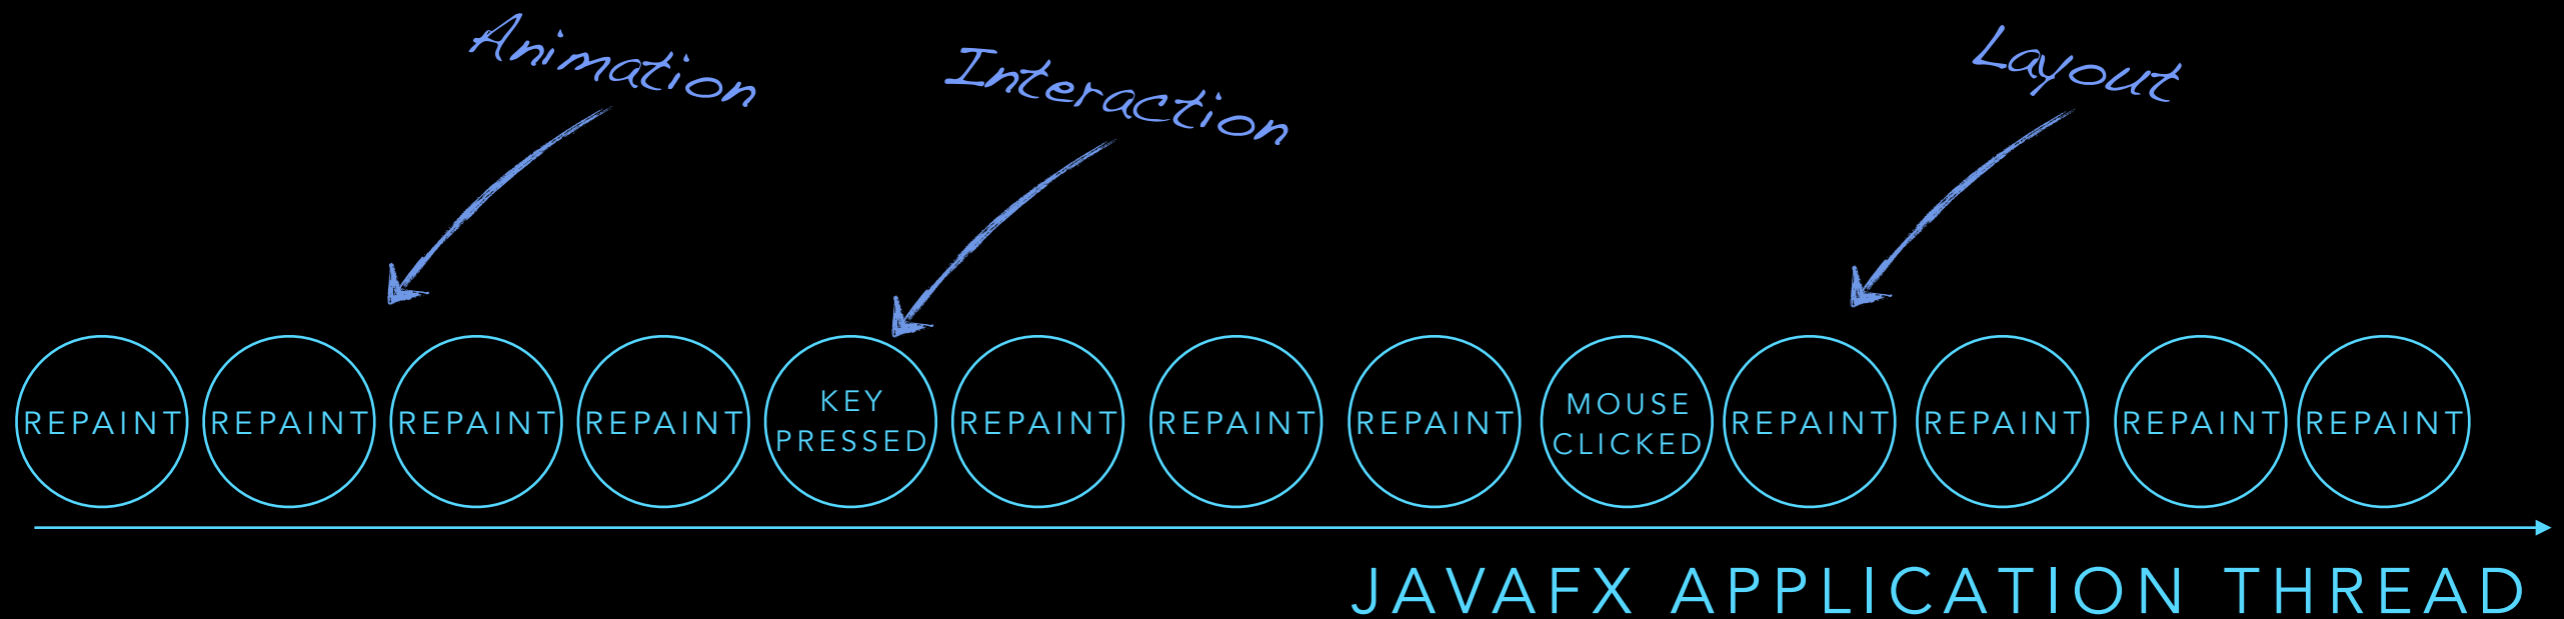 Animation
Interaction
Layout
REPAINT
REPAINT
REPAINT
REPAINT
KEY
PRESSED
REPAINT
REPAINT
REPAINT
MOUSE
CLICKED
REPAINT
REPAINT
REPAINT
REPAINT
JAVAFX APPLICATION THREAD